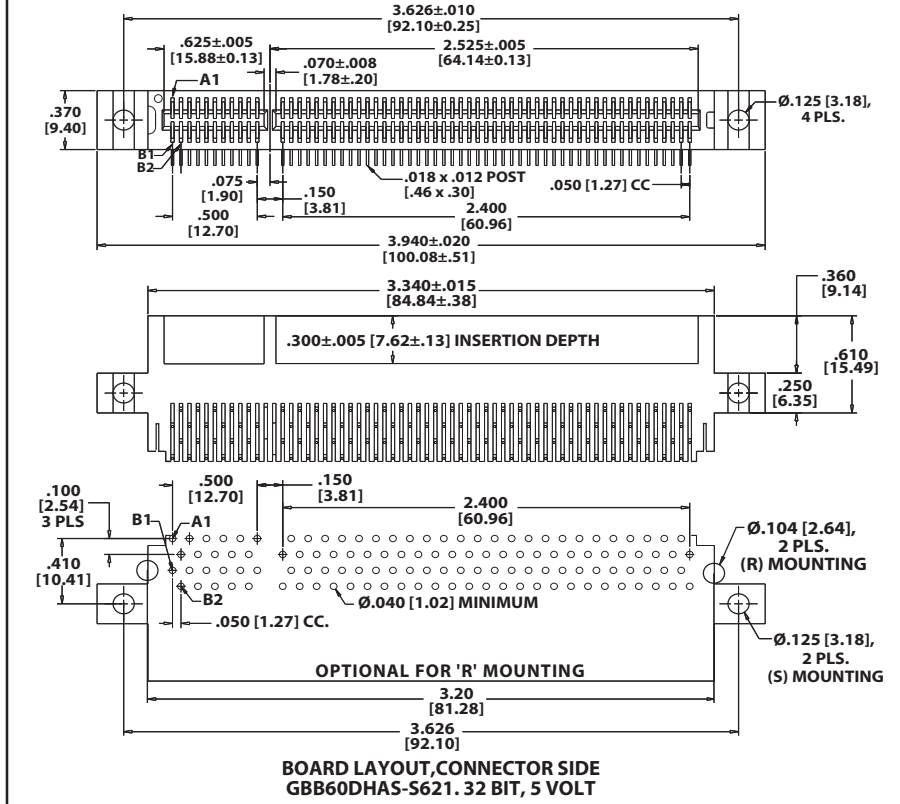 3.626±.010
[92.10±0.25]
.625±.005
[15.88±0.13]
2.525±.005
[64.14±0.13]
.070±.008
[1.78±.20]
A1
.370
[9.40]
Ø.125 [3.18],
4 PLS.
B1
B2
.018 x .012 POST
[.46 x .30]
.050 [1.27] CC
.075
[1.90]
.150
[3.81]
.500
[12.70]
2.400
[60.96]
3.940±.020
[100.08±.51]
3.340±.015
[84.84±.38]
.360
[9.14]
.300±.005 [7.62±.13] INSERTION DEPTH
.610
[15.49]
.250
[6.35]
.100
[2.54]
3 PLS
.500
[12.70]
.150
[3.81]
2.400
[60.96]
B1
A1
Ø.104 [2.64],
2 PLS.
(R) MOUNTING
.410
[10.41]
B2
Ø.040 [1.02] MINIMUM
.050 [1.27] CC.
Ø.125 [3.18],
2 PLS.
(S) MOUNTING
OPTIONAL FOR 'R' MOUNTING
3.20
[81.28]
3.626
[92.10]
BOARD LAYOUT,CONNECTOR SIDE
GBB60DHAS-S621. 32 BIT, 5 VOLT